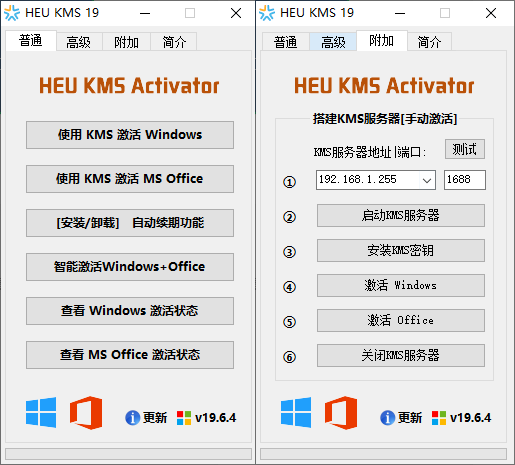 HEU KMS 19
普通 高级 附加 简介
HEU KMS Activator
使用 KMS 激活 Windows
使用 KMS 激活 MS Office
[安装/卸载] 自动续期功能
智能激活Windows+Office
查看 Windows 激活状态
查看 MS Office 激活状态
更新 v19.6.4
HEU KMS 19
普通 高级 附加 简介
HEU KMS Activator
搭建KMS服务器[手动激活]
KMS服务器地址|端口: 测试
① 192.168.1.255 1688
② 启动KMS服务器
③ 安装KMS密钥
④ 激活 Windows
⑤ 激活 Office
⑥ 关闭KMS服务器
更新 v19.6.4